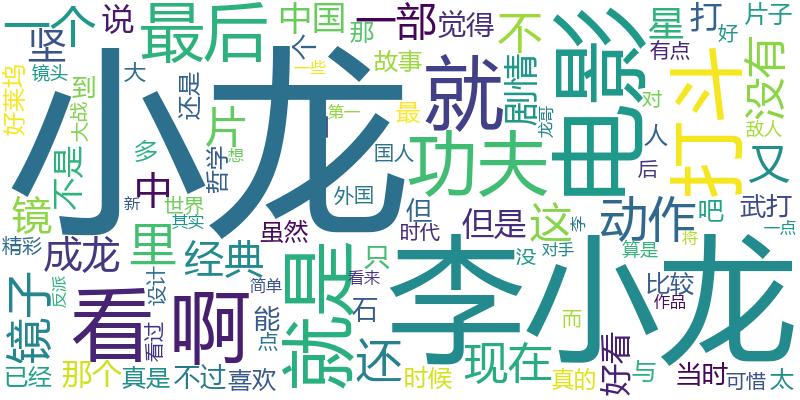 一个
说
最后
中国
那
一部
觉得
不
星
打
好
片子
坚
好莱坞
镜头
大战
到
大
还是
个
一些
故事
最
就
剧情
电影
有点
对
打斗
没有
敌人
小龙
片
第一
想
龙哥
不是
多
哲学
国人
功夫
人
后
又
镜
中
新
世界
其实
外国
但
时代
但是
这
李
动作
吧
武打
一点
精彩
成龙
里
经典
虽然
只
没
对手
算是
将
镜子
反派
设计
看过
看
啊
简单
能
点
就是
看来
石
还
李小龙
现在
而
真的
好看
比较
作品
与
当时
可惜
太
已经
那个
真是
不过
喜欢
时候